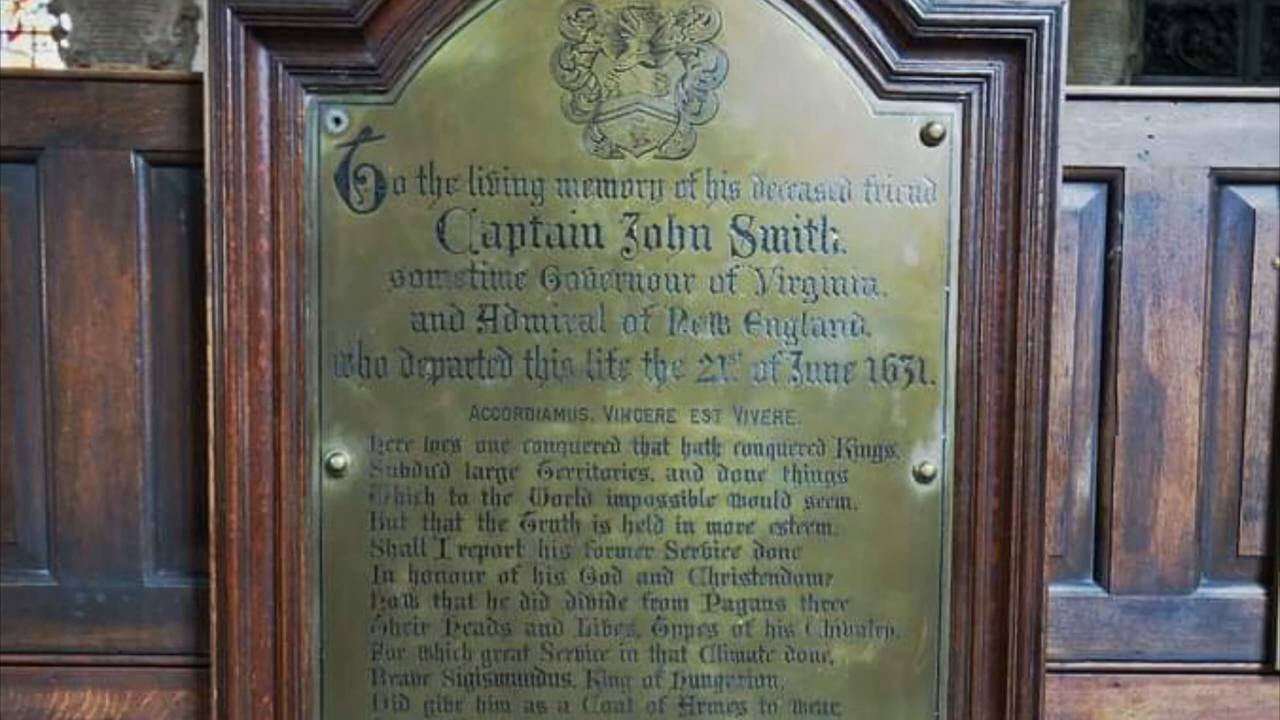 To the living memory of his deceased friend
Captain John Smith.
sometime Governour of Virginia.
and Admiral of New England.
who departed this life the 21st of June 1631.
ACCORDIAMUS, VINCERE EST VIVERE.
Here lyes one conquered that hath conquered Kings,
Subdu'd large Territories, and done things
Which to the World impossible would seem,
But that the Truth is held in more esteem.
Shall I report his former Service done
In honour of his God and Christendom?
How that he did divide from Pagans three
Their Heads and Lives, Types of his Chivalry.
For which great Service in that Climate done,
Brave Sigismundus, King of Hungarion,
Did give him as a Coat of Armes to wear,